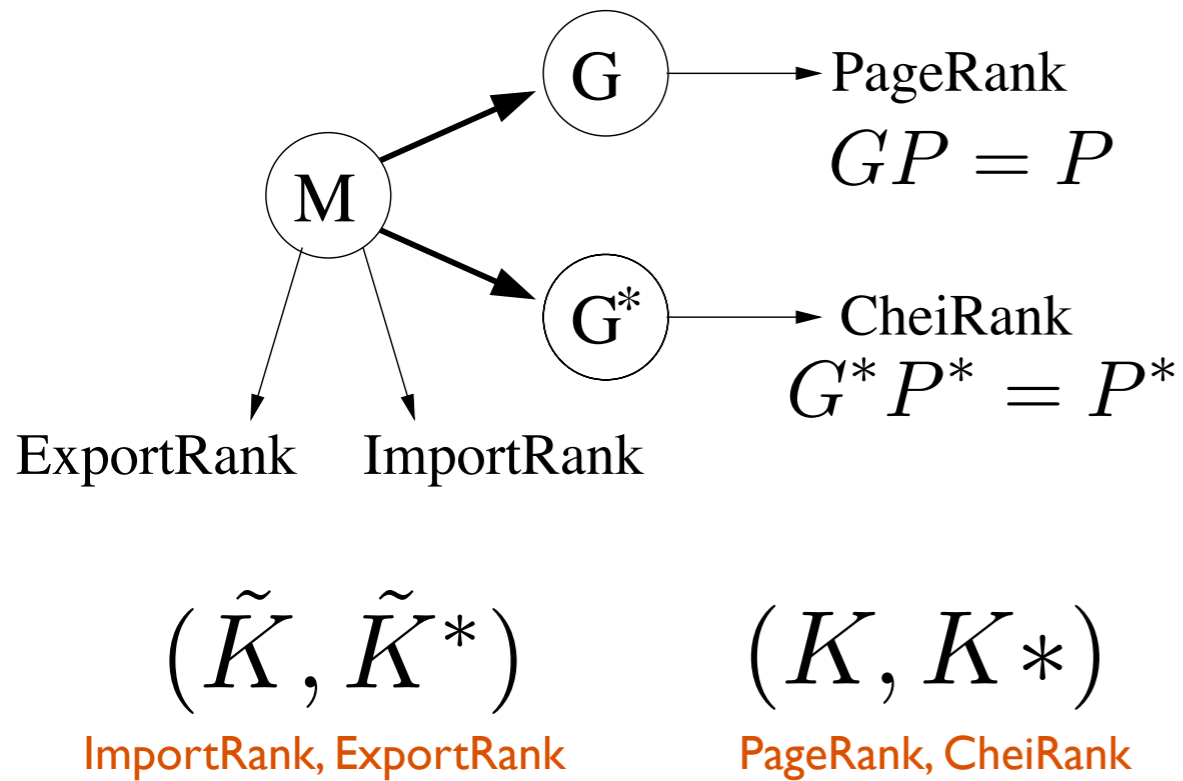 G
PageRank
GP = P
M
G*
CheiRank
G* P* = P*
ExportRank ImportRank
(K̃, K̃*)
(K, K∗)
ImportRank, ExportRank
PageRank, CheiRank